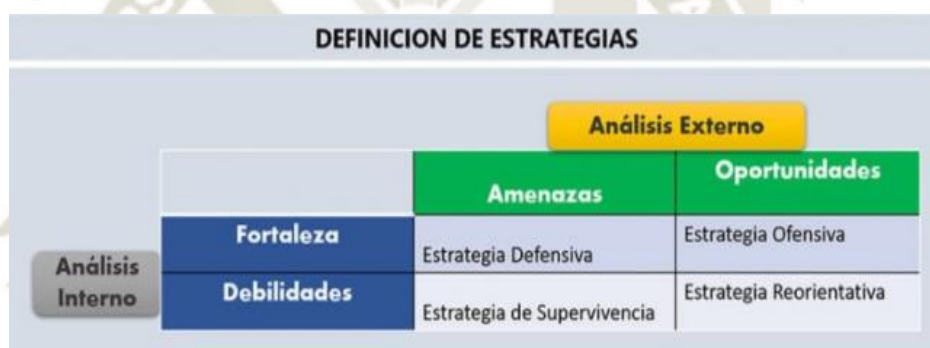 DEFINICION DE ESTRATEGIAS
Análisis Externo
Amenazas
Oportunidades
Análisis
Interno
Fortaleza
Estrategia Defensiva
Estrategia Ofensiva
Debilidades
Estrategia de Supervivencia
Estrategia Reorientativa